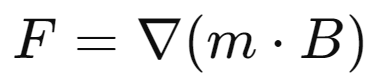 F = ∇(m · B)